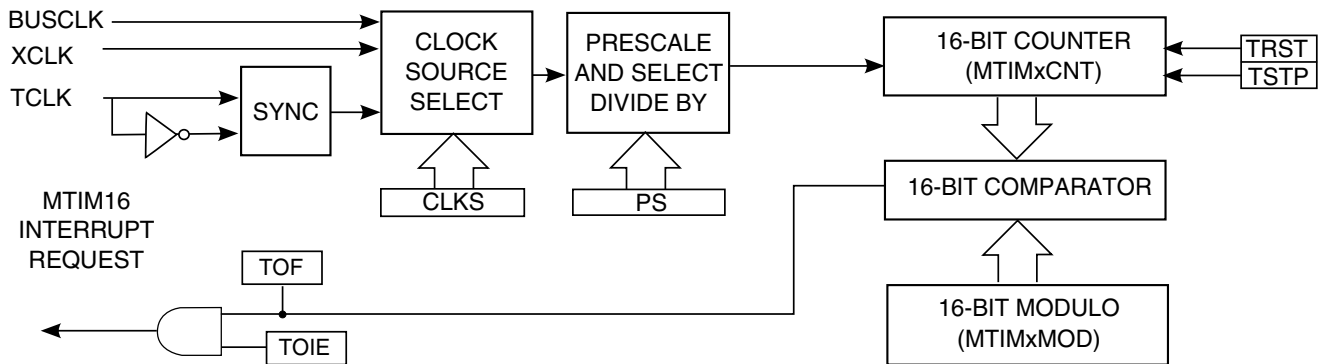 BUSCLK
XCLK
TCLK
SYNC
CLOCK
SOURCE
SELECT
PRESCALE
AND SELECT
DIVIDE BY
16-BIT COUNTER
(MTIMxCNT)
TRST
TSTP
CLKS
PS
16-BIT COMPARATOR
MTIM16
INTERRUPT
REQUEST
TOF
TOIE
16-BIT MODULO
(MTIMxMOD)